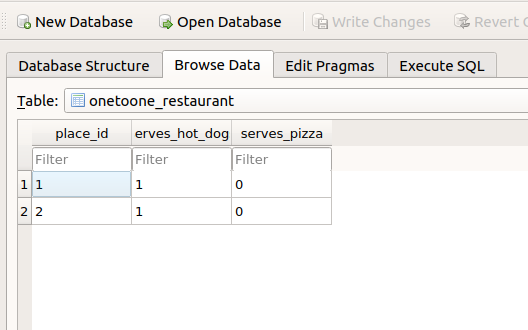 New Database Open Database Write Changes Revert C
Database Structure Browse Data Edit Pragmas Execute SQL
Table: onetoone_restaurant
place_id erves_hot_dog serves_pizza
Filter Filter Filter
1 1 1 0
2 2 1 0